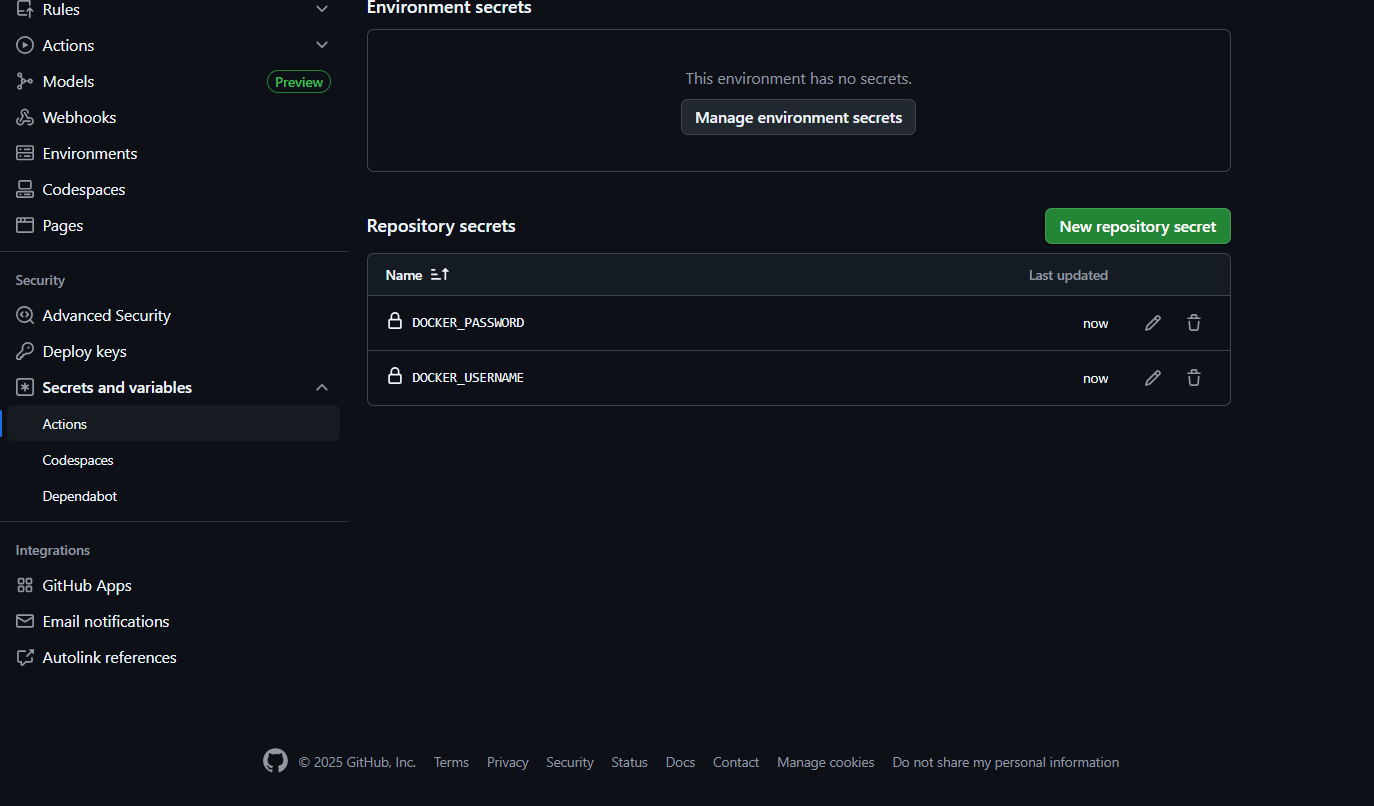 Rules
Actions
Models
Preview
Webhooks
Environments
Codespaces
Pages
Security
Advanced Security
Deploy keys
Secrets and variables
Actions
Codespaces
Dependabot
Integrations
GitHub Apps
Email notifications
Autolink references
Environment secrets
This environment has no secrets.
Manage environment secrets
Repository secrets
New repository secret
Name
Last updated
DOCKER_PASSWORD
now
DOCKER_USERNAME
now
© 2025 GitHub, Inc. Terms Privacy Security Status Docs Contact Manage cookies Do not share my personal information